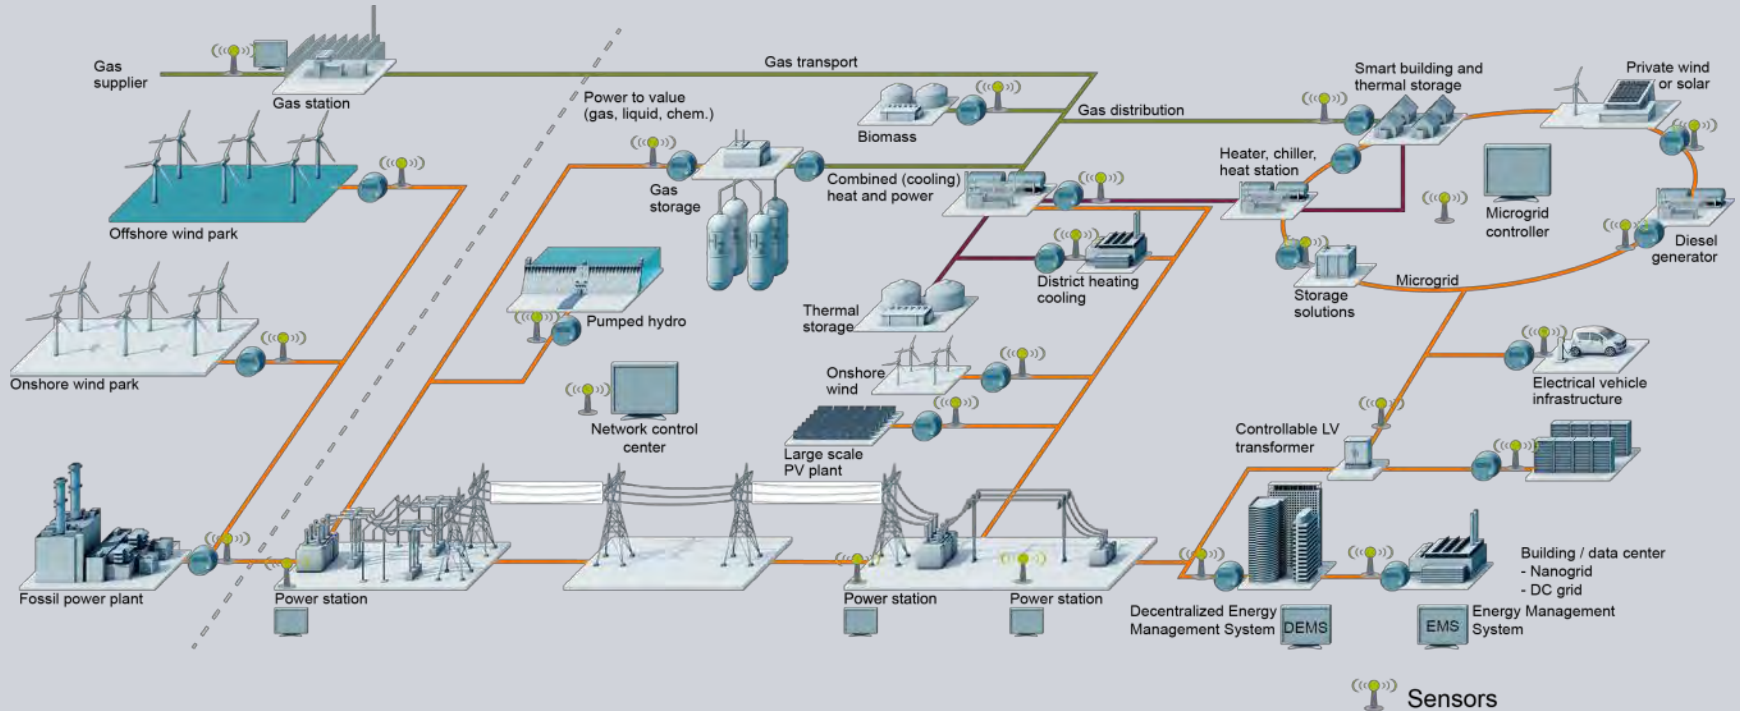 Gas
supplier
Gas station
Gas transport
Power to value
(gas, liquid, chem.)
Biomass
Gas distribution
Smart building and
thermal storage
Private wind
or solar
Offshore wind park
Gas
storage
Combined (cooling)
heat and power
Heater, chiller,
heat station
Microgrid
controller
Diesel
generator
Onshore wind park
Pumped hydro
District heating
cooling
Thermal
storage
Storage
solutions
Microgrid
Onshore
wind
Electrical vehicle
infrastructure
Network control
center
Large scale
PV plant
Controllable LV
transformer
Fossil power plant
Power station
Power station
Power station
Building / data center
- Nanogrid
- DC grid
Decentralized Energy
Management System
DEMS
EMS
Energy Management
System
Sensors